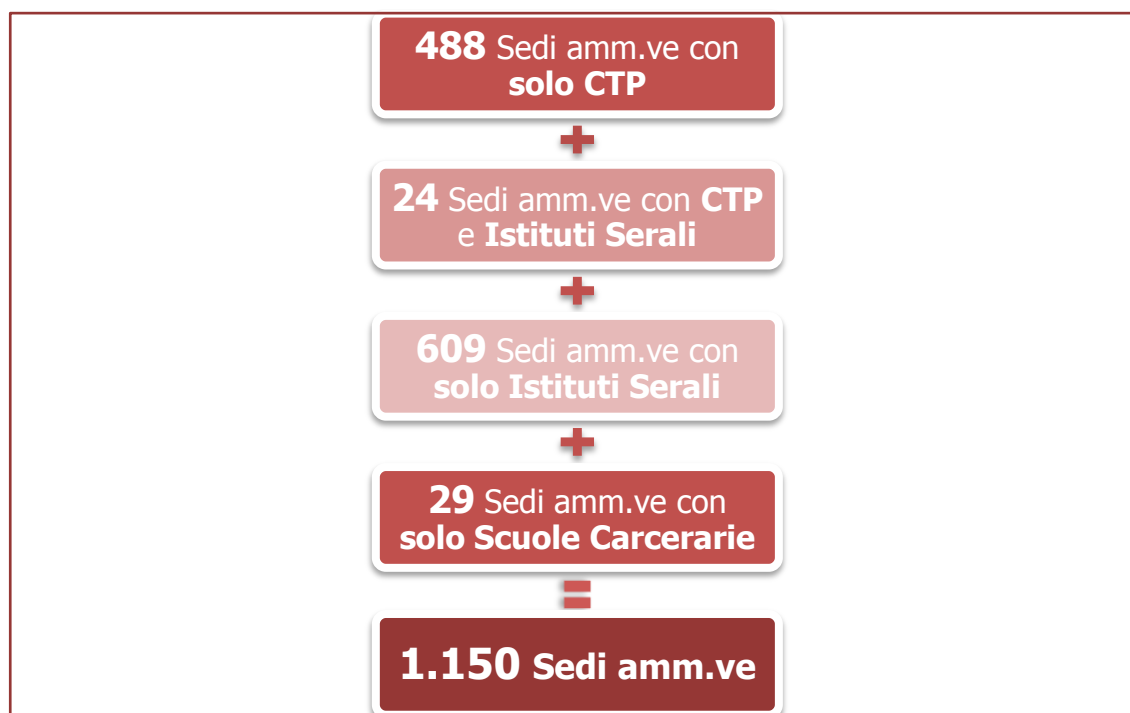 488 Sedi amm.ve con
solo CTP
+
24 Sedi amm.ve con CTP
e Istituti Serali
+
609 Sedi amm.ve con
solo Istituti Serali
+
29 Sedi amm.ve con
solo Scuole Carcerarie
=
1.150 Sedi amm.ve